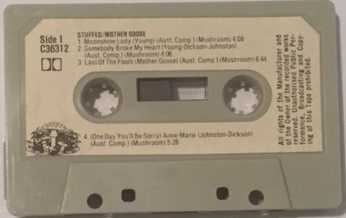 Side 1
C36312
STUFFED/MOTHER GOOSE
1. Moonshine Lady (Young) (Aust. Comp.) (Mushroom) 4:08
2. Somebody Broke My Heart (Young-Dickson-Johnston)
(Aust. Comp.) (Mushroom) 4:06
3. Last Of The Fools (Mother Goose) (Aust. Comp.) (Mushroom) 6:44
4. (One Day You'll Be Sorry) Anne-Marie (Johnston-Dickson)
(Aust. Comp.) (Mushroom) 5:28
All rights of the Manufacturer and
of the Owner of the recorded works
reserved. Unauthorised Public, Per-
formance, Broadcasting and Copy-
ing of this Tape prohibited.